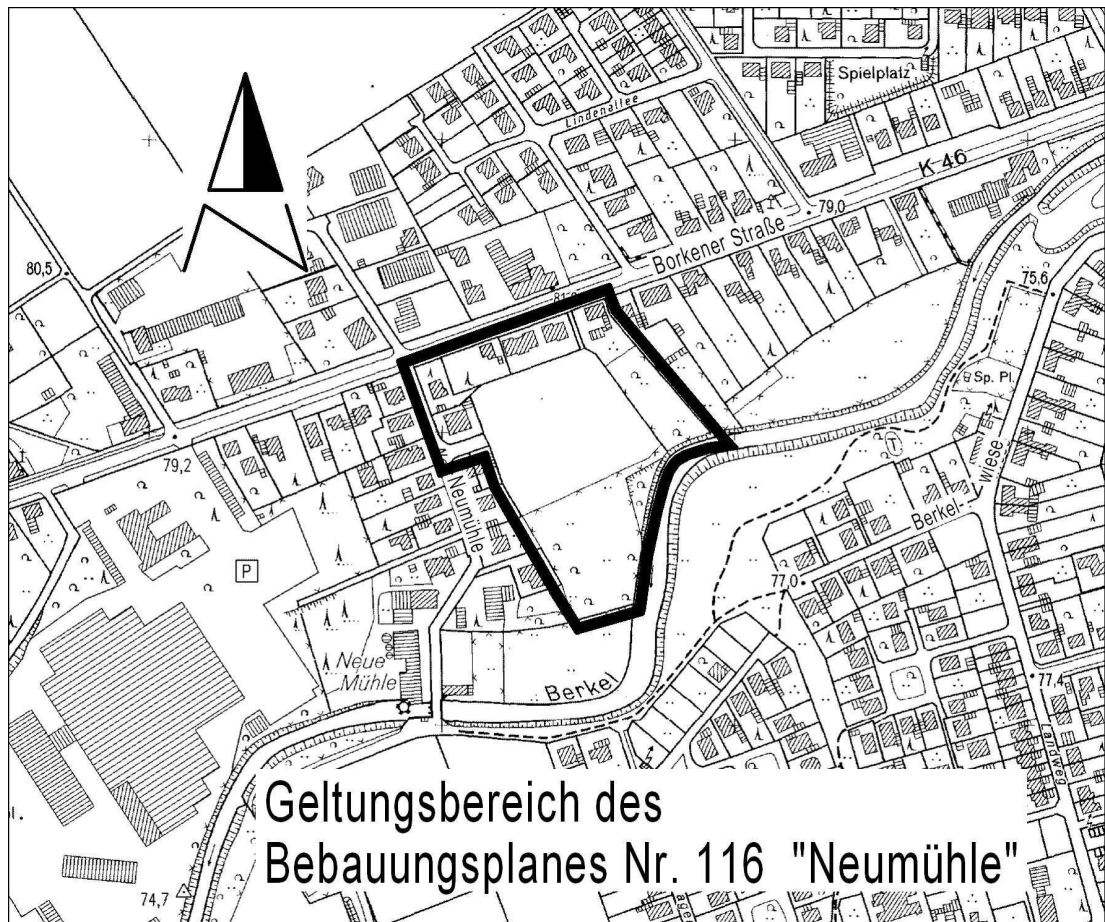 Spielplatz
Lindenallee
K 46
79,0
Borkener Straße
80,5
75,6
Sp. Pl.
79,2
Neumühle
Wiese
Berkel-
P
77,0
Neue
Mühle
Berkel
77,4
Landweg
Geltungsbereich des
Bebauungsplanes Nr. 116 "Neumühle"
74,7